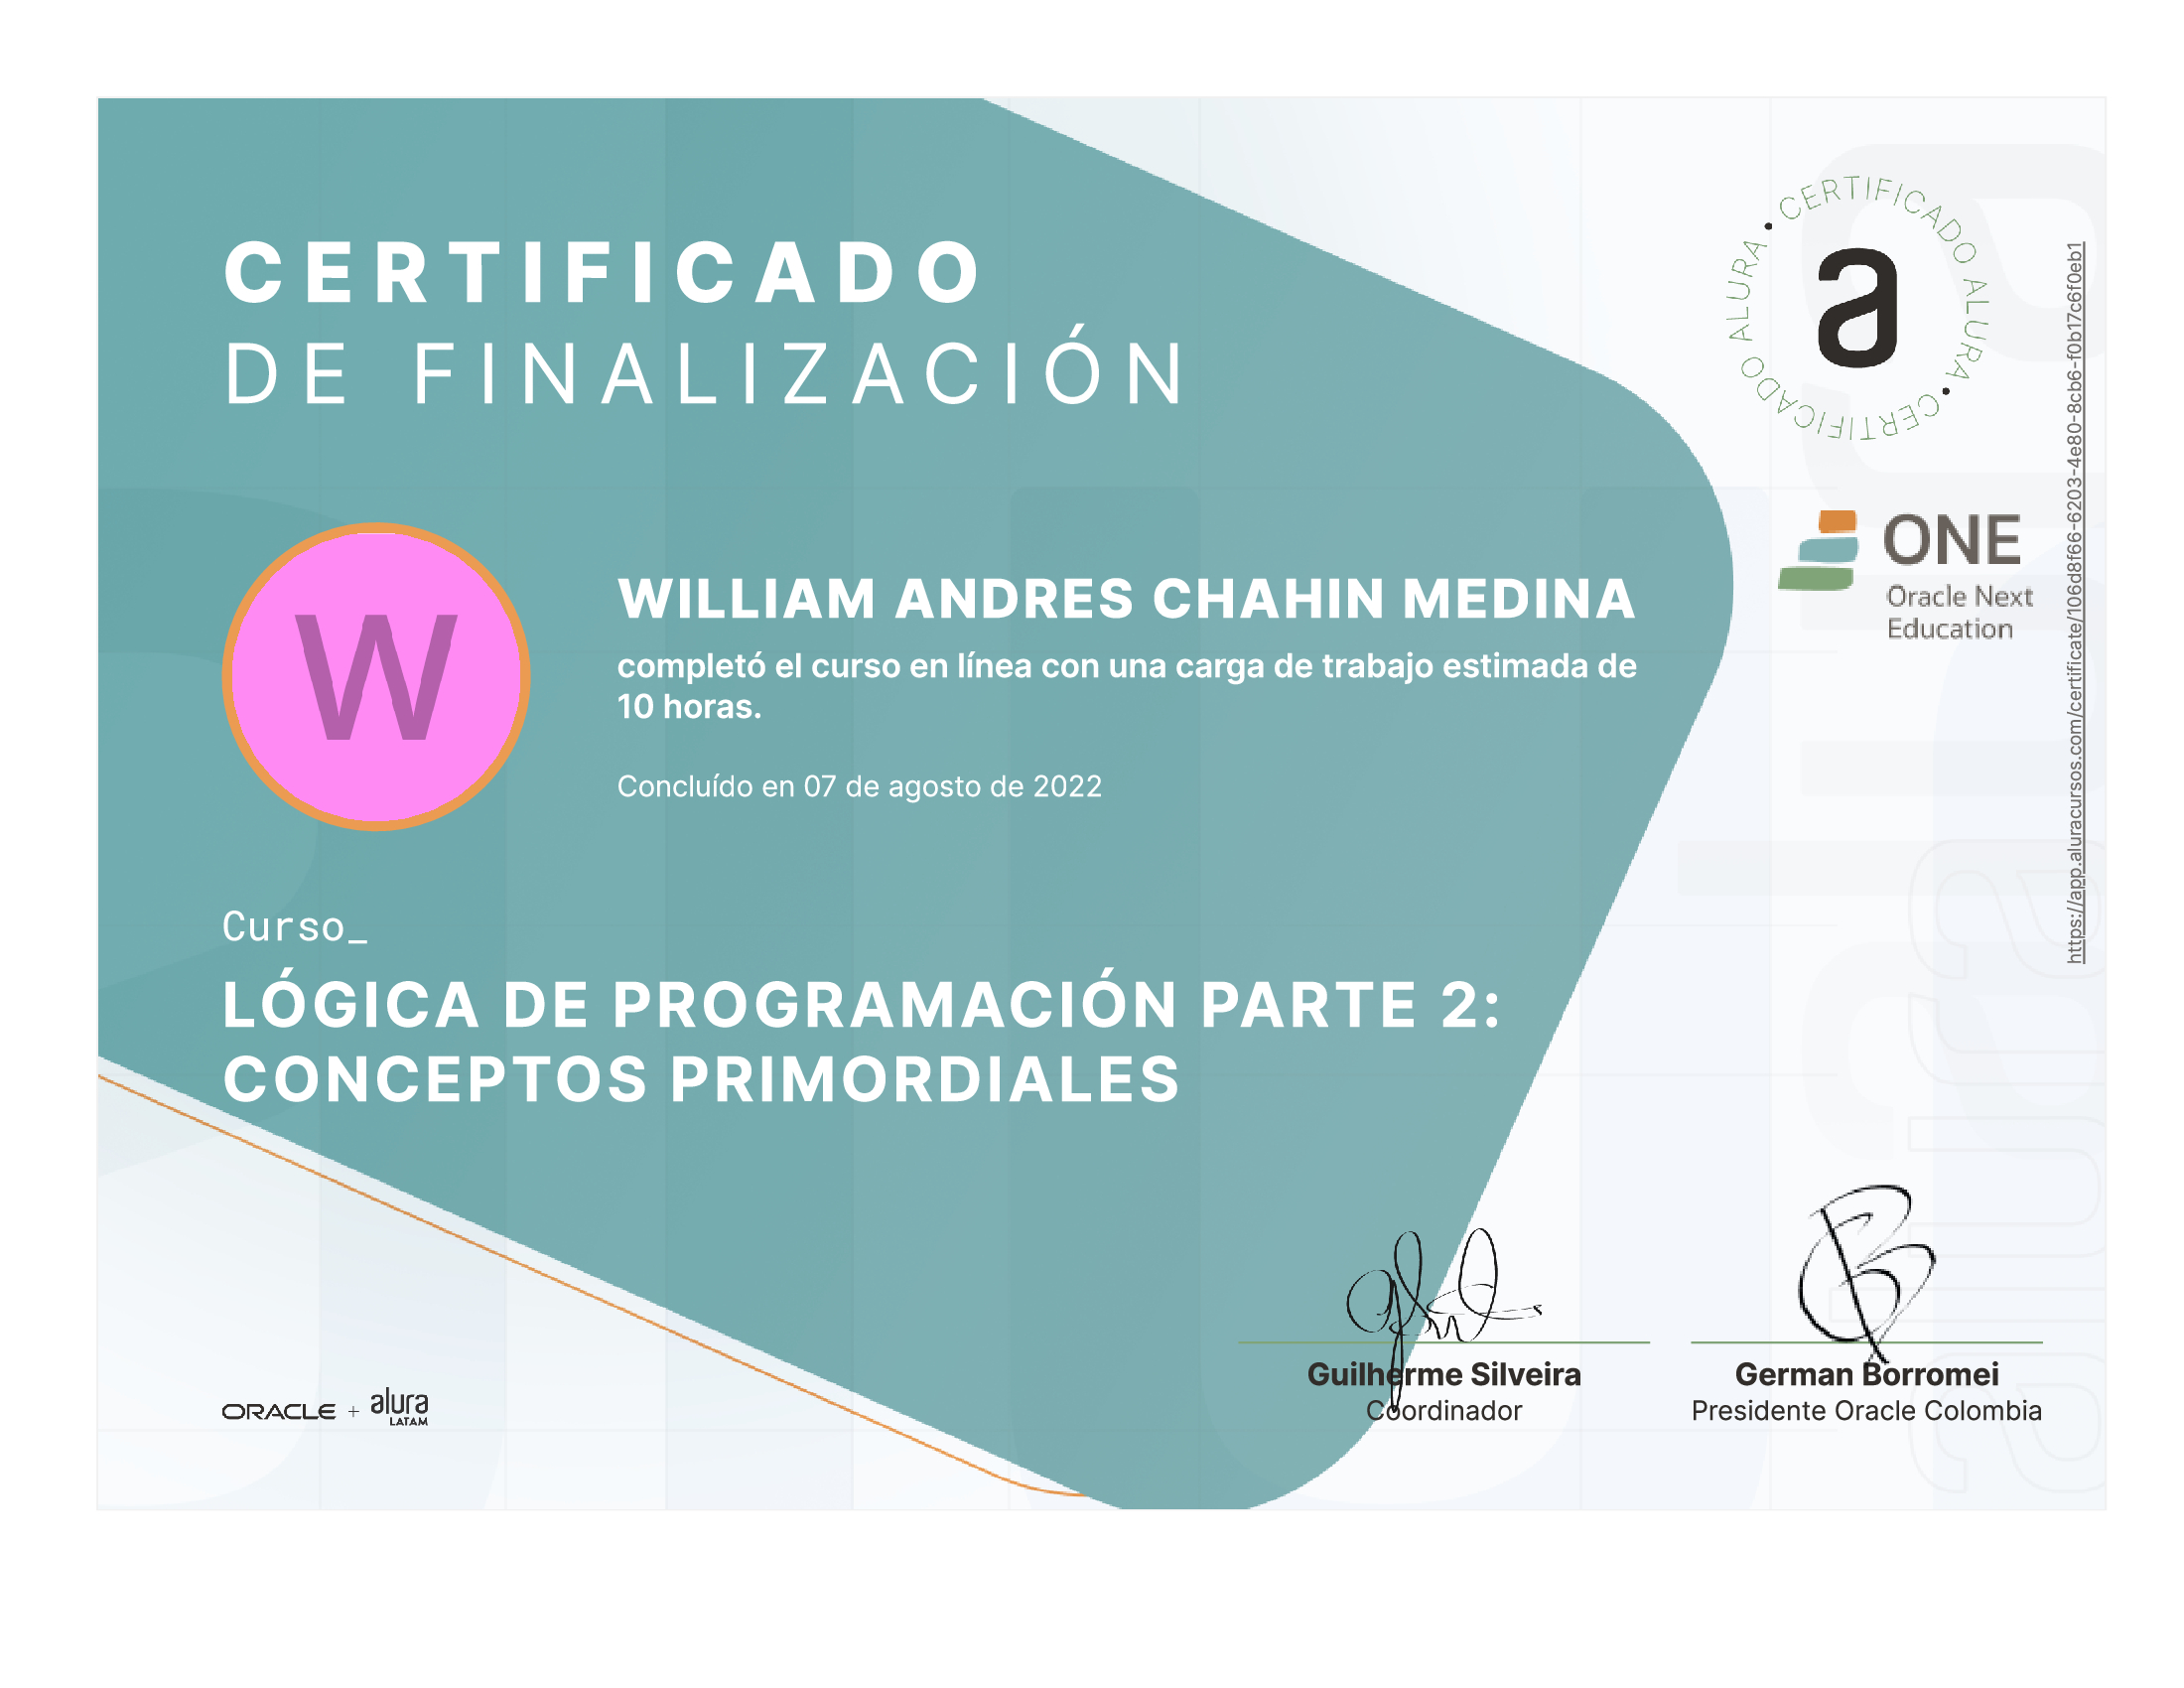 CERTIFICADO
DE FINALIZACIÓN
CERTIFICADO ALURA • CERTIFICADO ALURA •
a
ONE
Oracle Next
Education
https://app.aluracursos.com/certificate/106d8f66-6203-4e80-8cb6-f0b17c6f0eb1
W
WILLIAM ANDRES CHAHIN MEDINA
completó el curso en línea con una carga de trabajo estimada de
10 horas.
Concluído en 07 de agosto de 2022
Curso_
LÓGICA DE PROGRAMACIÓN PARTE 2:
CONCEPTOS PRIMORDIALES
Guilherme Silveira
Coordinador
German Borromei
Presidente Oracle Colombia
ORACLE + alura
LATAM